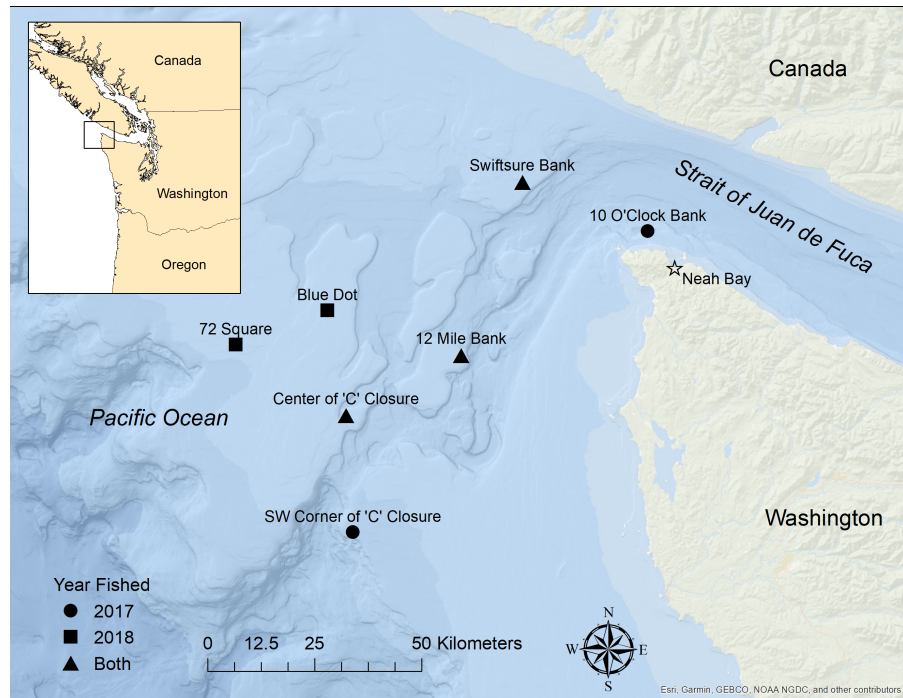 Canada
Washington
Oregon
Canada
Swiftsure Bank
Strait of Juan de Fuca
10 O'Clock Bank
Neah Bay
Blue Dot
72 Square
12 Mile Bank
Center of 'C' Closure
Pacific Ocean
SW Corner of 'C' Closure
Washington
Year Fished
2017
2018
Both
0 12.5 25 50 Kilometers
N
W E
S
Esri, Garmin, GEBCO, NOAA NGDC, and other contributors